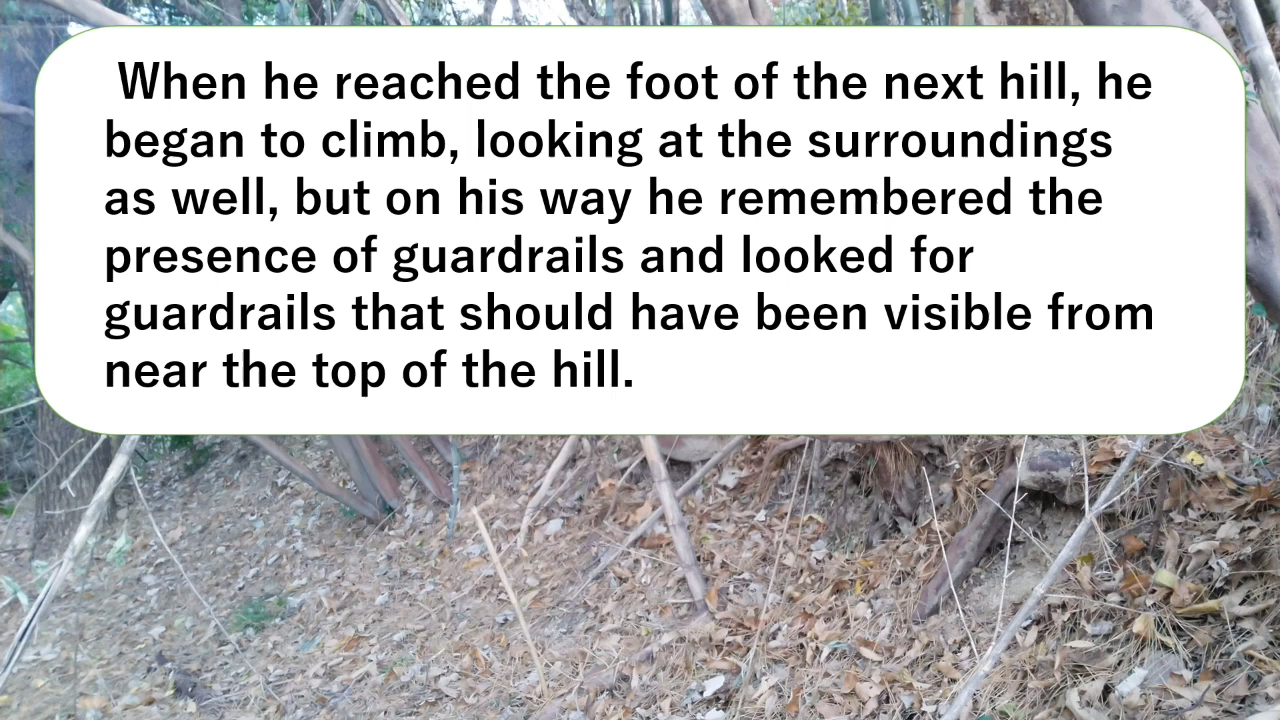 When he reached the foot of the next hill, he
began to climb, looking at the surroundings
as well, but on his way he remembered the
presence of guardrails and looked for
guardrails that should have been visible from
near the top of the hill.